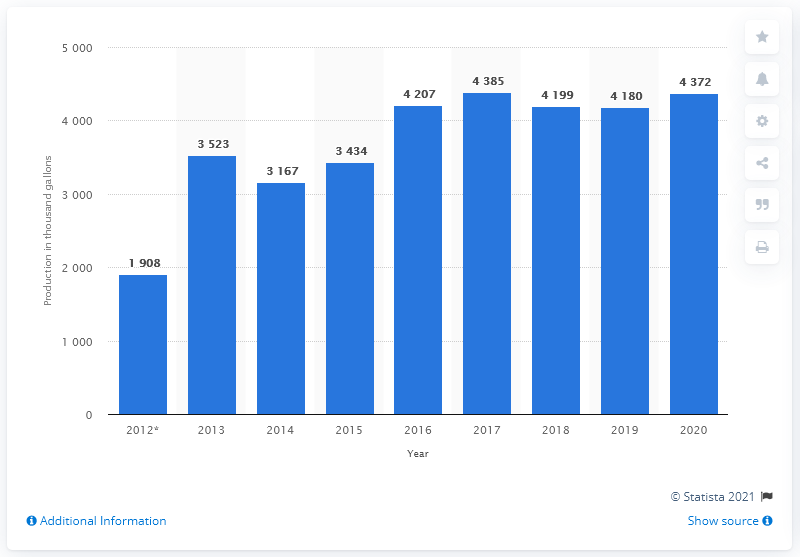 5 000
4 000
3 000
2 000
1 000
0
Production in thousand gallons
1 908
3 523
3 167
3 434
4 207
4 385
4 199
4 180
4 372
2012* 2013 2014 2015 2016 2017 2018 2019 2020
Year
© Statista 2021
Additional Information
Show source